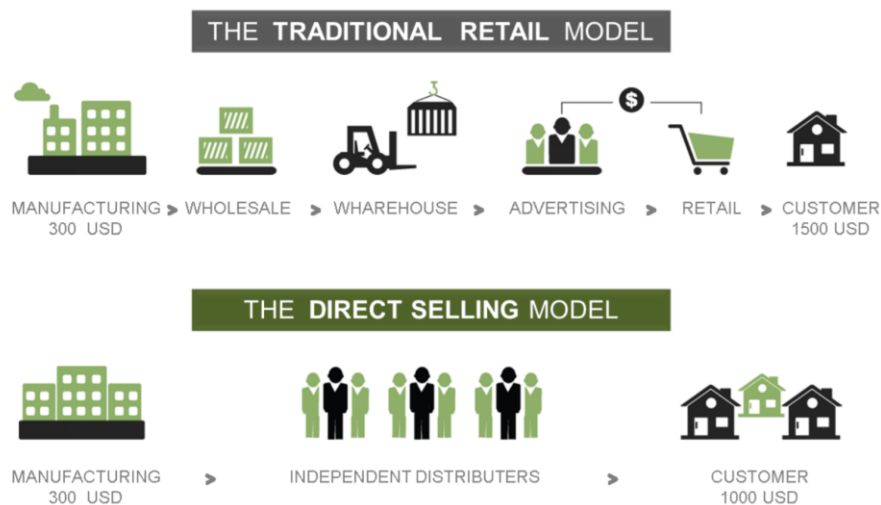 THE TRADITIONAL RETAIL MODEL
$
3
MANUFACTURING > WHOLESALE > WHAREHOUSE > ADVERTISING > RETAIL > CUSTOMER
300 USD 1500 USD
THE DIRECT SELLING MODEL
MANUFACTURING > INDEPENDENT DISTRIBUTERS > CUSTOMER
300 USD 1000 USD